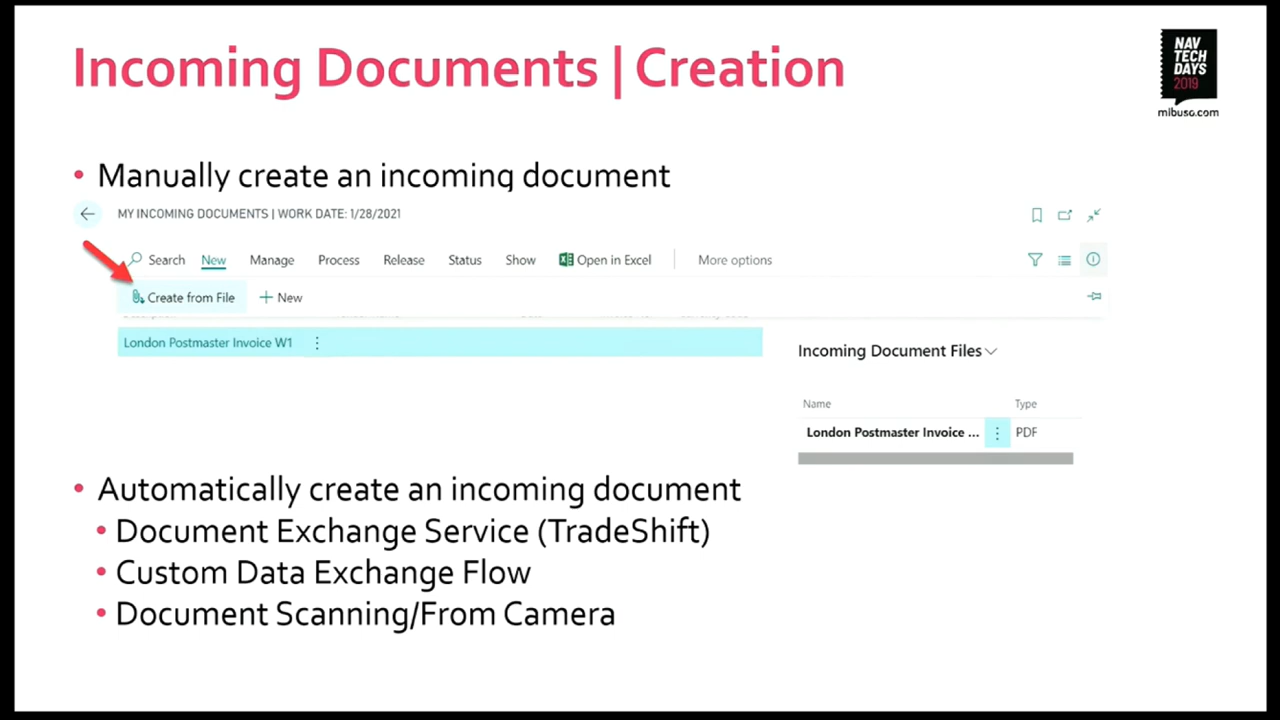 Incoming Documents | Creation
NAV
TECH
DAYS
2019
mibuso.com
• Manually create an incoming document
MY INCOMING DOCUMENTS | WORK DATE: 1/28/2021
Search New Manage Process Release Status Show Open in Excel More options
Create from File + New
London Postmaster Invoice W1
Incoming Document Files
Name Type
London Postmaster Invoice ... PDF
• Automatically create an incoming document
• Document Exchange Service (TradeShift)
• Custom Data Exchange Flow
• Document Scanning/From Camera